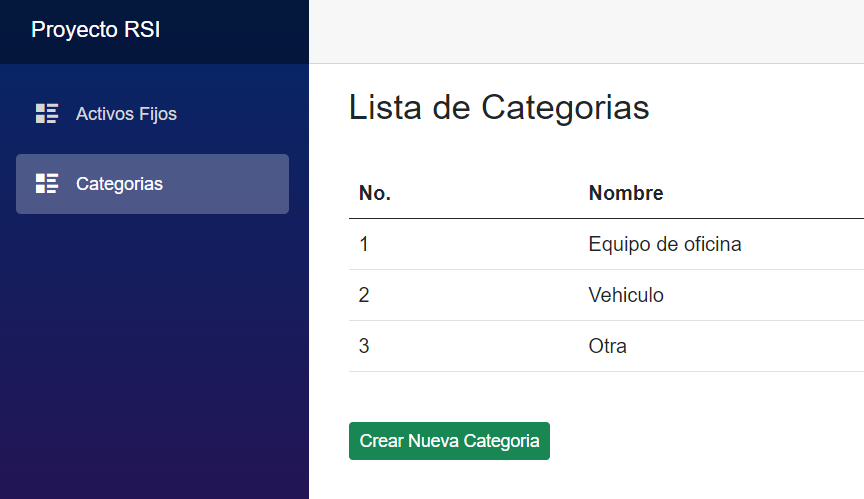 Proyecto RSI
Activos Fijos
Categorias
Lista de Categorias
No. Nombre
1 Equipo de oficina
2 Vehiculo
3 Otra
Crear Nueva Categoria